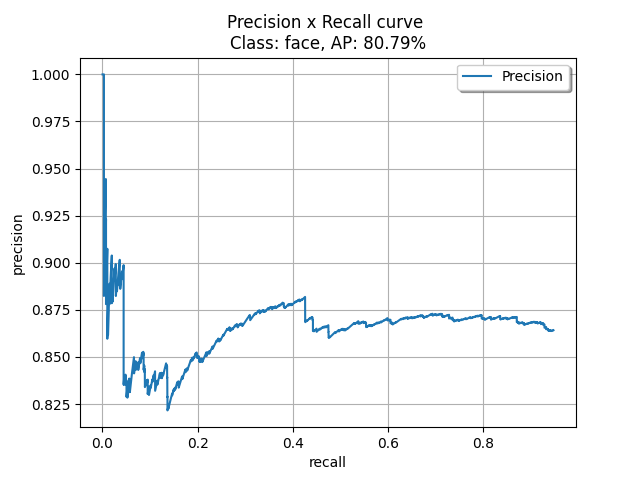 Precision x Recall curve
Class: face, AP: 80.79%
Precision
1.000
0.975
0.950
0.925
0.900
0.875
0.850
0.825
precision
0.0 0.2 0.4 0.6 0.8
recall